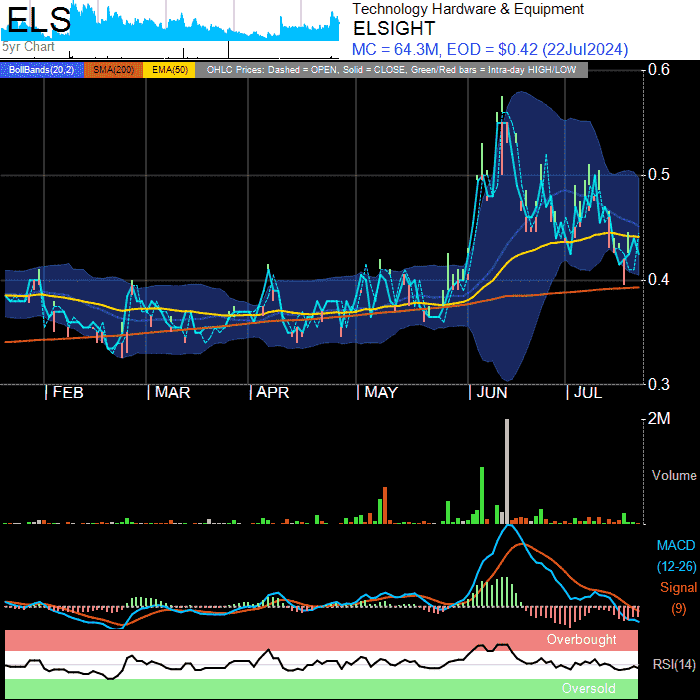 ELS
5yr Chart
Technology Hardware & Equipment
ELSIGHT
MC = 64.3M, EOD = $0.42 (22Jul2024)
BollBands(20,2) SMA(200) EMA(50) OHLC Prices: Dashed = OPEN, Solid = CLOSE, Green/Red bars = Intra-day HIGH/LOW
0.6
0.5
0.4
0.3
FEB MAR APR MAY JUN JUL
2M
Volume
MACD
(12-26)
Signal
(9)
Overbought
RSI(14)
Oversold